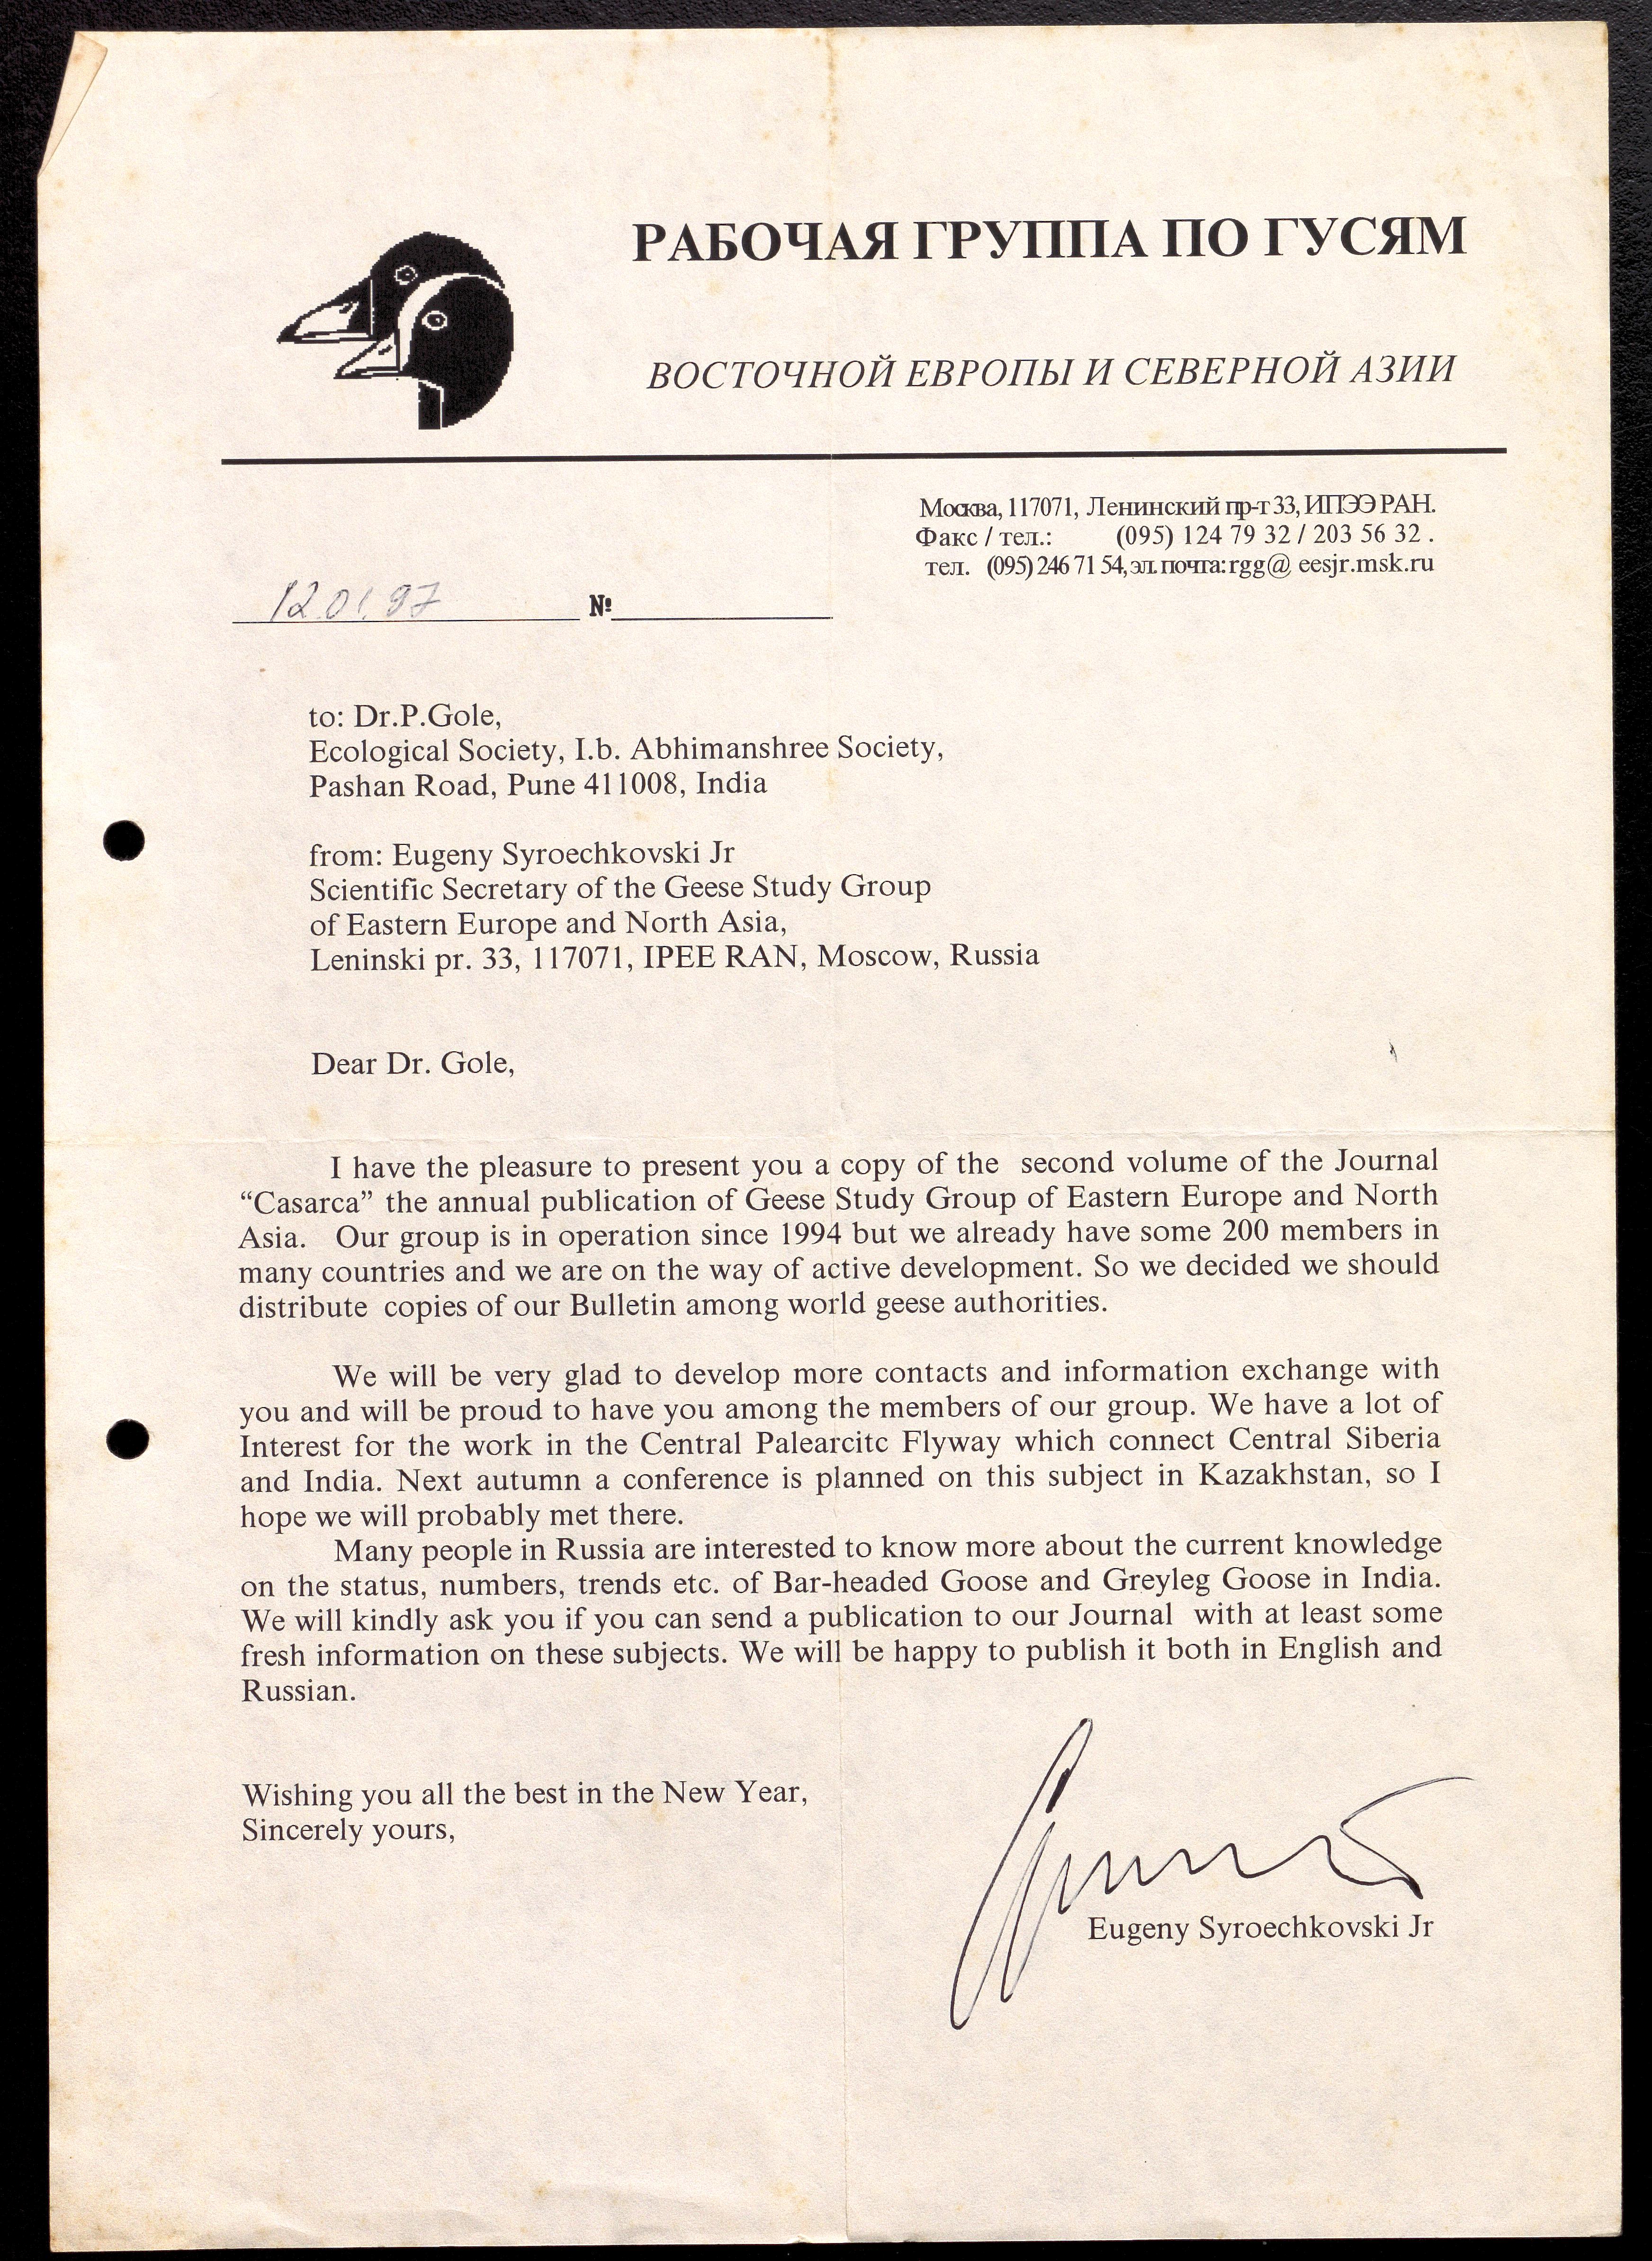 РАБОЧАЯ ГРУППА ПО ГУСЯМ
ВОСТОЧНОЙ ЕВРОПЫ И СЕВЕРНОЙ АЗИИ
Москва, 117071, Ленинский пр-т 33, ИПЭЭ РАН.
Факс / тел.: (095) 124 79 32 / 203 56 32 .
тел. (095) 246 71 54, эл. почта: rgg@ eesjr.msk.ru
12.01.97 №
to: Dr.P.Gole,
Ecological Society, I.b. Abhimanshree Society,
Pashan Road, Pune 411008, India
from: Eugeny Syroechkovski Jr
Scientific Secretary of the Geese Study Group
of Eastern Europe and North Asia,
Leninski pr. 33, 117071, IPEE RAN, Moscow, Russia
Dear Dr. Gole,
I have the pleasure to present you a copy of the second volume of the Journal
“Casarca” the annual publication of Geese Study Group of Eastern Europe and North
Asia. Our group is in operation since 1994 but we already have some 200 members in
many countries and we are on the way of active development. So we decided we should
distribute copies of our Bulletin among world geese authorities.
We will be very glad to develop more contacts and information exchange with
you and will be proud to have you among the members of our group. We have a lot of
Interest for the work in the Central Palearcitc Flyway which connect Central Siberia
and India. Next autumn a conference is planned on this subject in Kazakhstan, so I
hope we will probably met there.
Many people in Russia are interested to know more about the current knowledge
on the status, numbers, trends etc. of Bar-headed Goose and Greyleg Goose in India.
We will kindly ask you if you can send a publication to our Journal with at least some
fresh information on these subjects. We will be happy to publish it both in English and
Russian.
Wishing you all the best in the New Year,
Sincerely yours,
Eugeny Syroechkovski Jr